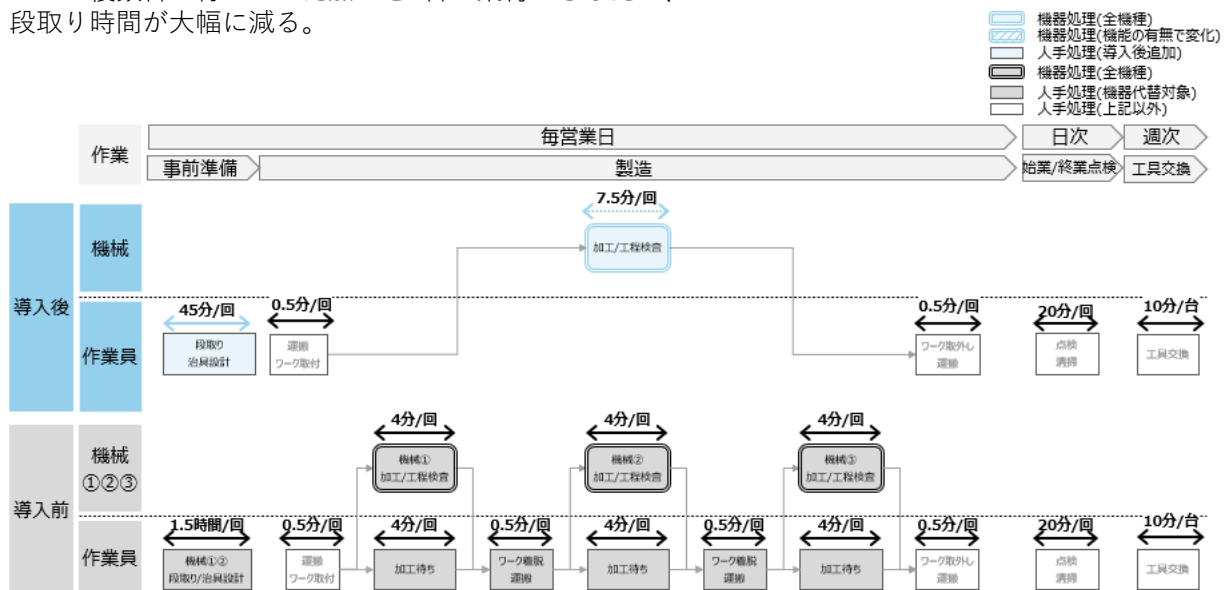 段取り時間が大幅に減る。
機器処理(全機種)
機器処理(機能の有無で変化)
人手処理(導入後追加)
機器処理(全機種)
人手処理(機器代替対象)
人手処理(上記以外)
作業
毎営業日
日次
週次
事前準備
製造
始業/終業点検
工具交換
導入後
機械
7.5分/回
加工/工程検査
作業員
45分/回
段取り
治具設計
0.5分/回
運搬
ワーク取付
0.5分/回
ワーク取外し
運搬
20分/回
点検
清掃
10分/台
工具交換
導入前
機械
①②③
4分/回
機械①
加工/工程検査
4分/回
機械②
加工/工程検査
4分/回
機械③
加工/工程検査
作業員
1.5時間/回
機械①②
段取り/治具設計
0.5分/回
運搬
ワーク取付
4分/回
加工待ち
0.5分/回
ワーク着脱
運搬
4分/回
加工待ち
0.5分/回
ワーク着脱
運搬
4分/回
加工待ち
0.5分/回
ワーク取外し
運搬
20分/回
点検
清掃
10分/台
工具交換